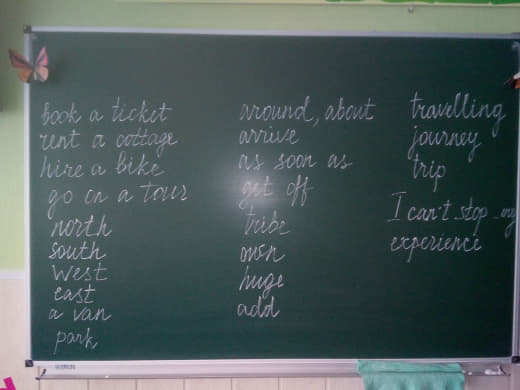 book a ticket
rent a cottage
hire a bike
go on a tour
north
south
west
east
a van
park
around, about
arrive
as soon as
get off
tribe
own
huge
add
travelling
journey
trip
I can't stop
experience